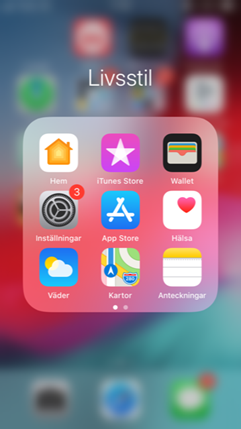 Livsstil
Hem
iTunes Store
Wallet
3
Inställningar
App Store
Hälsa
Väder
Kartor
Anteckningar